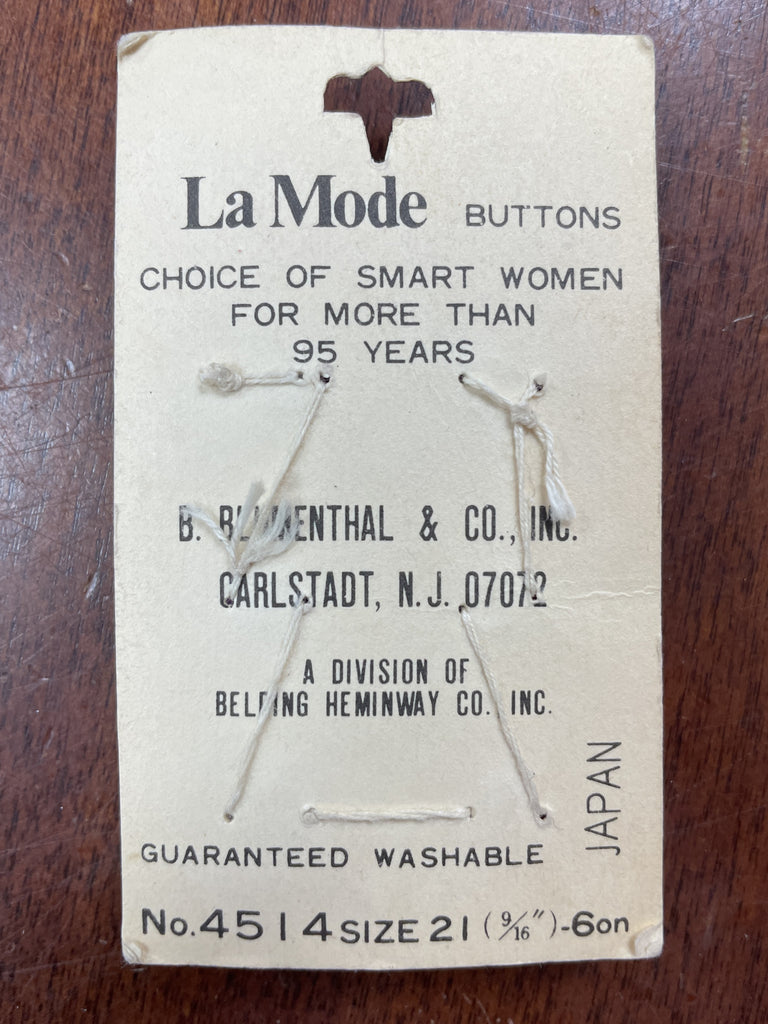 La Mode BUTTONS
CHOICE OF SMART WOMEN
FOR MORE THAN
95 YEARS
B. BLUMENTHAL & CO., INC.
CARLSTADT, N.J. 07072
A DIVISION OF
BELDING HEMINWAY CO. INC.
JAPAN
GUARANTEED WASHABLE
No.4514 SIZE 21 (9/16")-6on